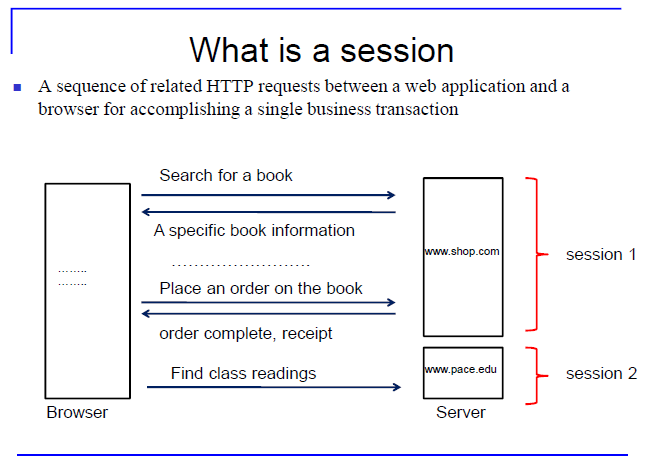 What is a session
A sequence of related HTTP requests between a web application and a
browser for accomplishing a single business transaction
Search for a book
A specific book information
www.shop.com
session 1
........
........
..........................
Place an order on the book
order complete, receipt
Find class readings
www.pace.edu
session 2
Browser
Server